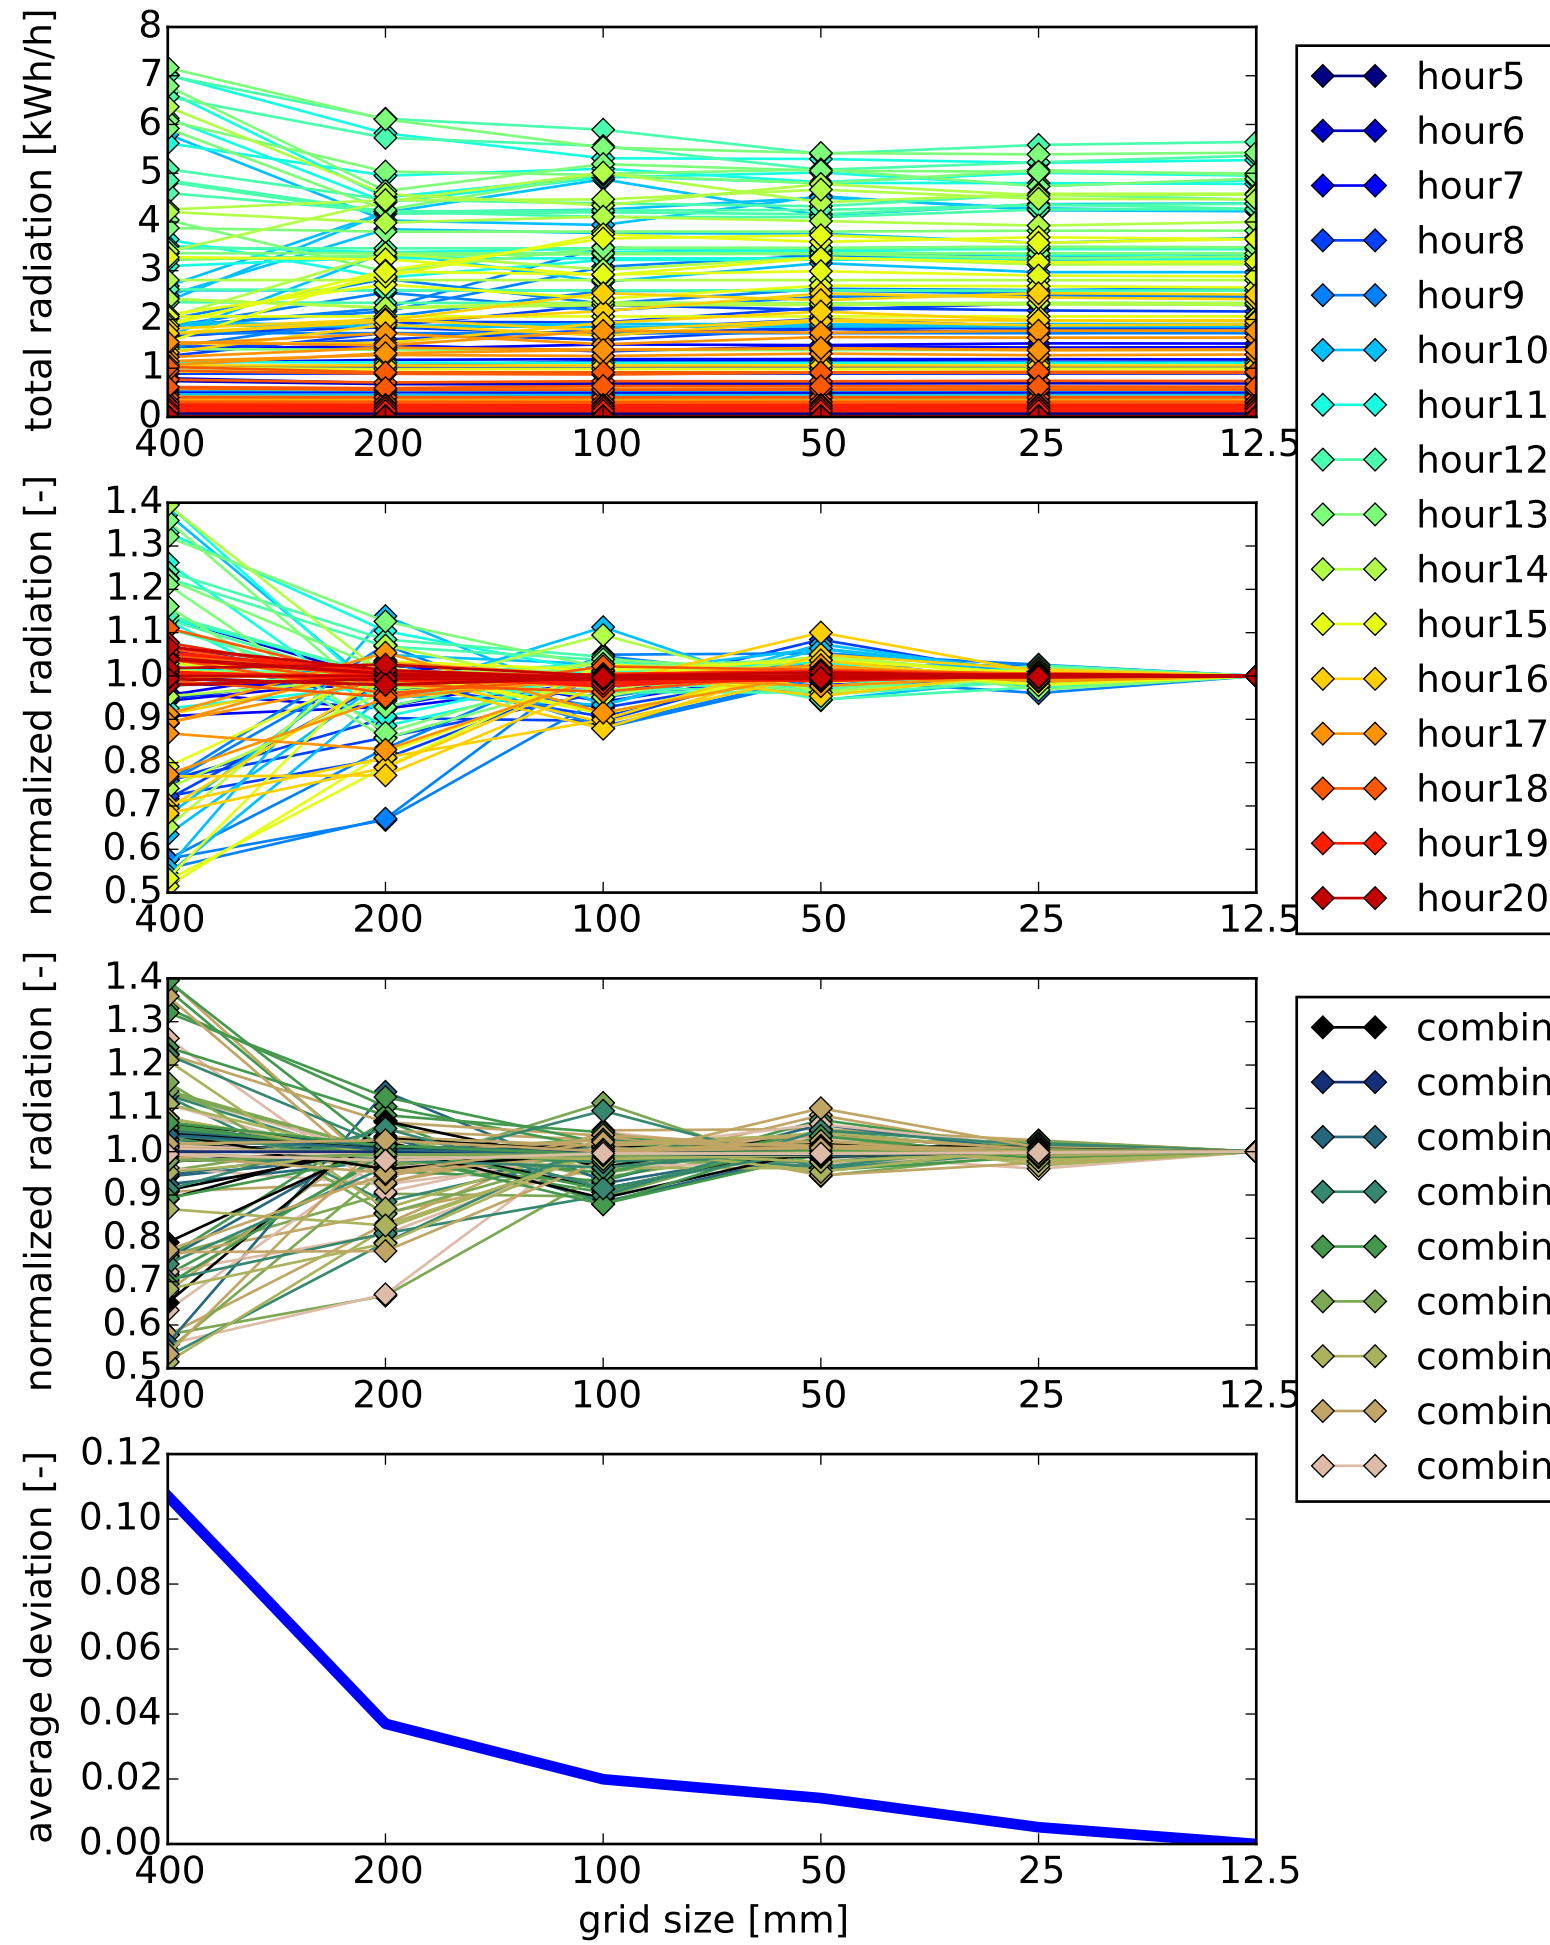 total radiation [kWh/h]
8
7
6
5
4
3
2
1
0
400 200 100 50 25 12.5
hour5
hour6
hour7
hour8
hour9
hour10
hour11
hour12
hour13
hour14
hour15
hour16
hour17
hour18
hour19
hour20
normalized radiation [-]
1.4
1.3
1.2
1.1
1.0
0.9
0.8
0.7
0.6
0.5
400 200 100 50 25 12.5
normalized radiation [-]
1.4
1.3
1.2
1.1
1.0
0.9
0.8
0.7
0.6
0.5
400 200 100 50 25 12.5
combin
combin
combin
combin
combin
combin
combin
combin
combin
average deviation [-]
0.12
0.10
0.08
0.06
0.04
0.02
0.00
400 200 100 50 25 12.5
grid size [mm]